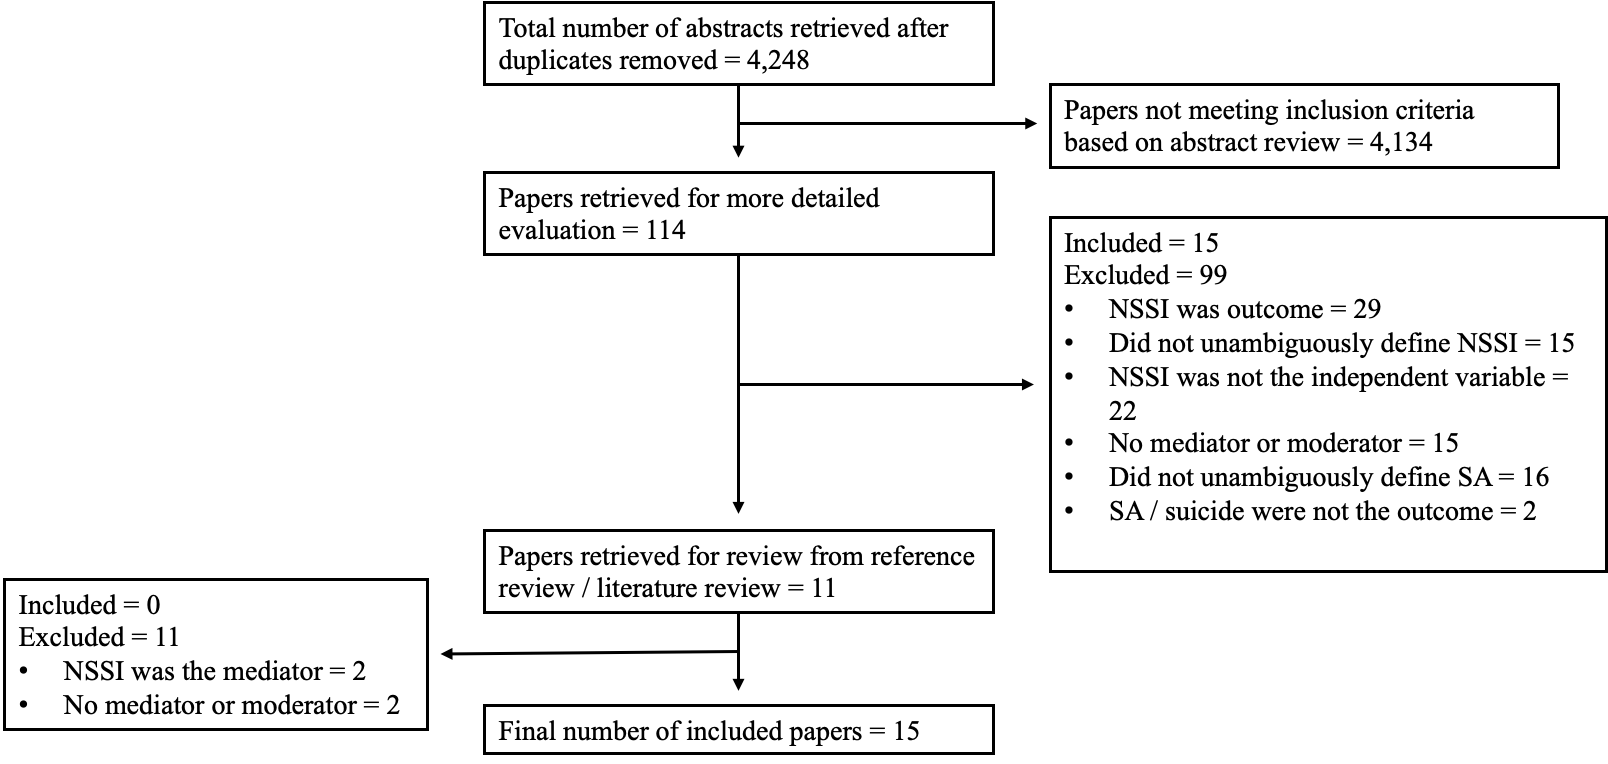 Total number of abstracts retrieved after
duplicates removed = 4,248
Papers not meeting inclusion criteria
based on abstract review = 4,134
Papers retrieved for more detailed
evaluation = 114
Included = 15
Excluded = 99
• NSSI was outcome = 29
• Did not unambiguously define NSSI = 15
• NSSI was not the independent variable =
22
• No mediator or moderator = 15
• Did not unambiguously define SA = 16
• SA / suicide were not the outcome = 2
Papers retrieved for review from reference
review / literature review = 11
Included = 0
Excluded = 11
• NSSI was the mediator = 2
• No mediator or moderator = 2
Final number of included papers = 15